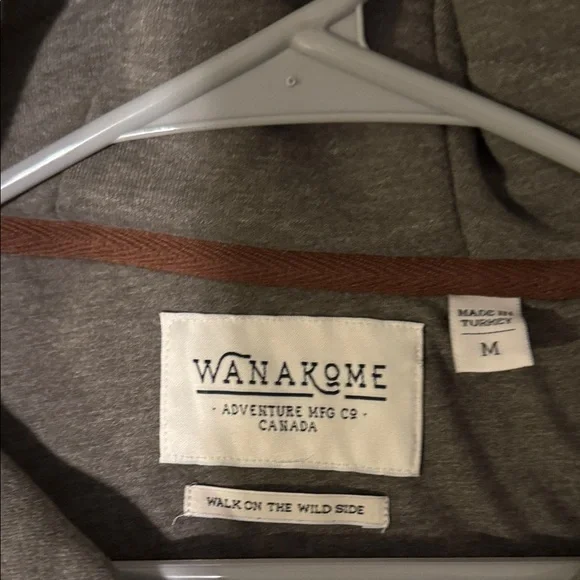 MADE IN
TURKEY
M
WANAKOME
· ADVENTURE MFG CO ·
CANADA
WALK ON THE WILD SIDE